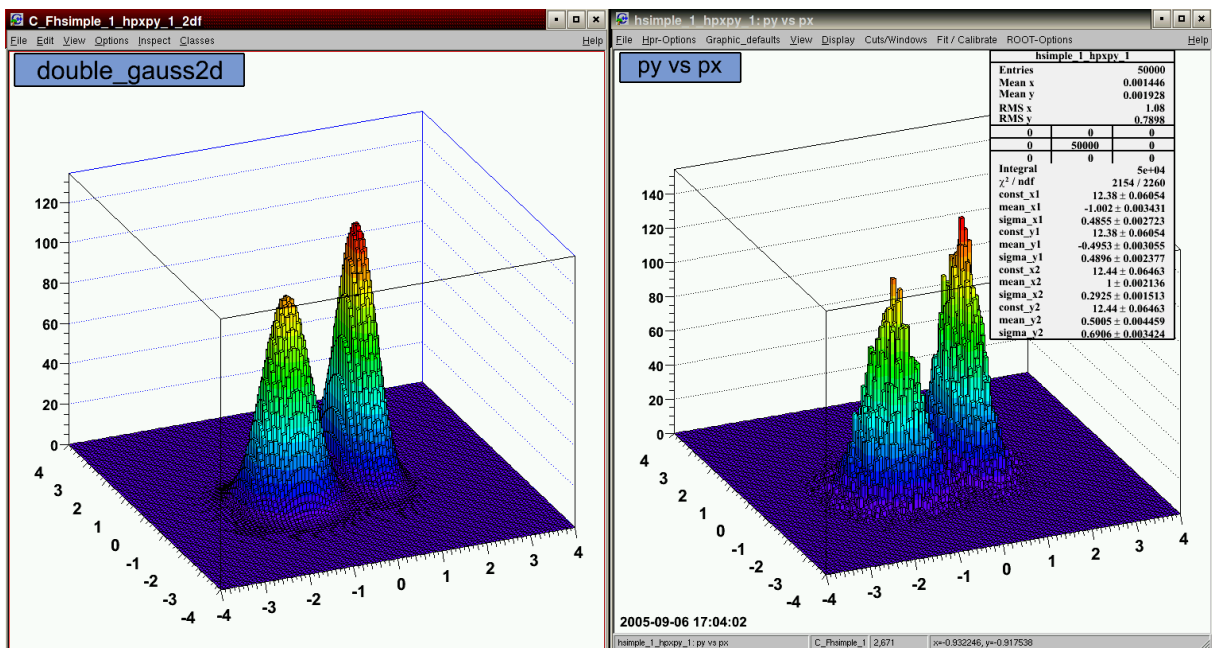 C_Fhsimple_1_hpxpy_1_2df
File Edit View Options Inspect Classes Help
double_gauss2d
120
100
80
60
40
20
0
4
3
2
1
0
-1
-2
-3
-4
-4
-3
-2
-1
0
1
2
3
4
hsimple_1_hpxpy_1: py vs px
File Hpr-Options Graphic_defaults View Display Cuts/Windows Fit / Calibrate ROOT-Options Help
py vs px
hsimple_1_hpxpy_1
Entries 50000
Mean x 0.001446
Mean y 0.001928
RMS x 1.08
RMS y 0.7898
0 0 0
0 50000 0
0 0 0
Integral 5e+04
χ² / ndf 2154 / 2260
const_x1 12.38 ± 0.06054
mean_x1 -1.002 ± 0.003431
sigma_x1 0.4855 ± 0.002723
const_y1 12.38 ± 0.06054
mean_y1 -0.4953 ± 0.003055
sigma_y1 0.4896 ± 0.002377
const_x2 12.44 ± 0.06463
mean_x2 1 ± 0.002136
sigma_x2 0.2925 ± 0.001513
const_y2 12.44 ± 0.06463
mean_y2 0.5005 ± 0.004459
sigma_y2 0.6906 ± 0.003424
140
120
100
80
60
40
20
0
4
3
2
1
0
-1
-2
-3
-4
-4
-3
-2
-1
0
1
2
3
4
2005-09-06 17:04:02
hsimple_1_hpxpy_1: py vs px C_Fhsimple_1 2,671 x=-0.932246, y=-0.917538